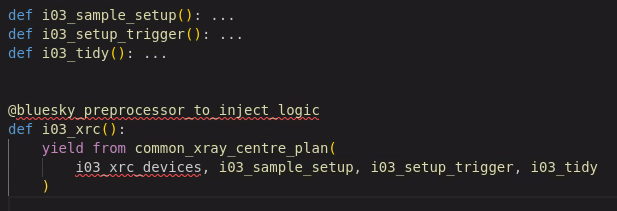 def i03_sample_setup(): ...
def i03_setup_trigger(): ...
def i03_tidy(): ...
@bluesky_preprocessor_to_inject_logic
def i03_xrc():
    yield from common_xray_centre_plan(
        i03_xrc_devices, i03_sample_setup, i03_setup_trigger, i03_tidy
    )